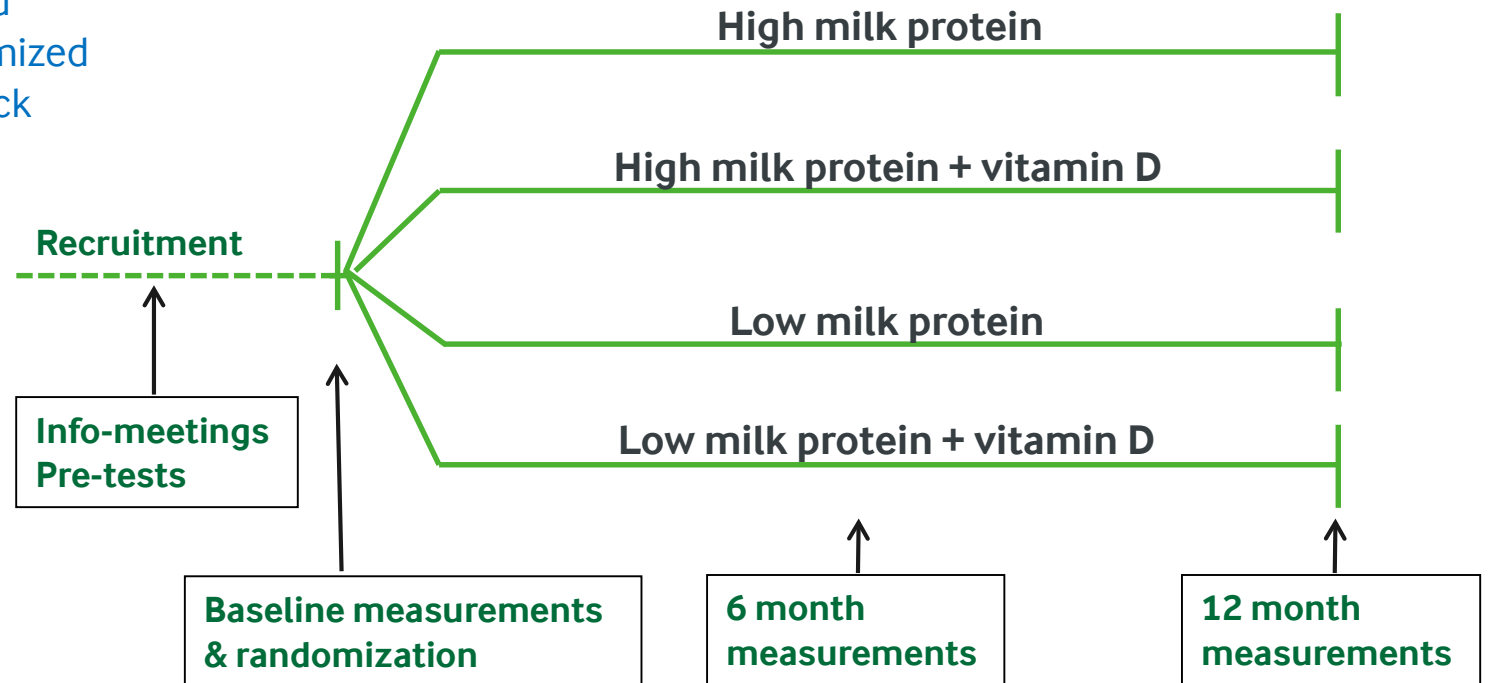 High milk protein
High milk protein + vitamin D
Recruitment
Low milk protein
Info-meetings
Pre-tests
Low milk protein + vitamin D
Baseline measurements
& randomization
6 month
measurements
12 month
measurements